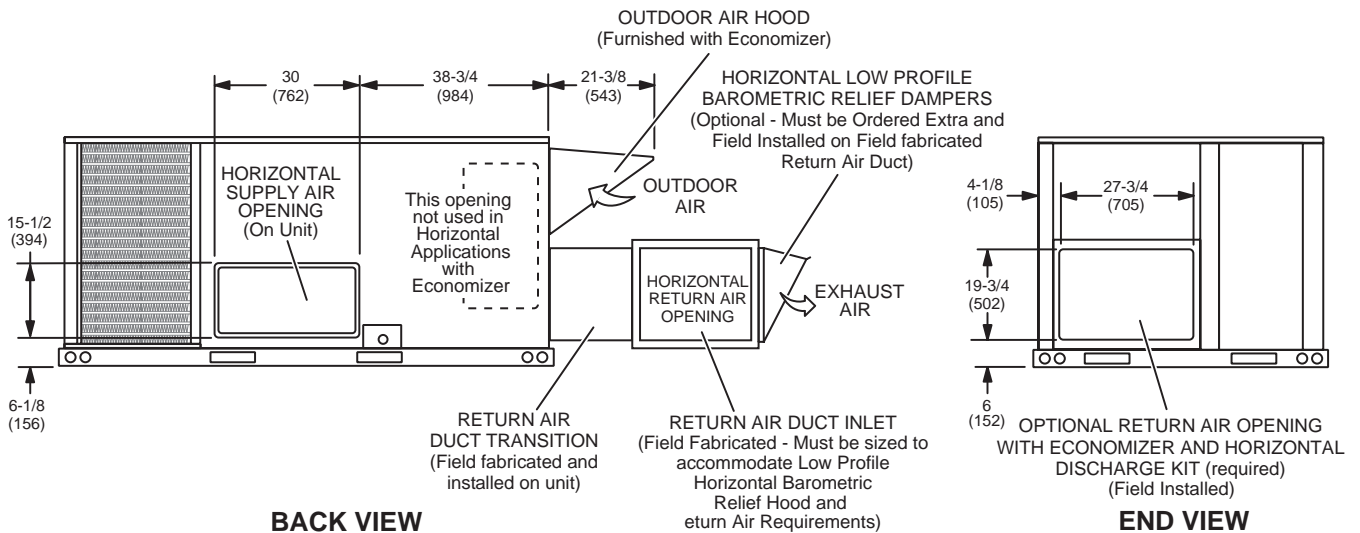 OUTDOOR AIR HOOD
(Furnished with Economizer)
30
(762)
38-3/4
(984)
21-3/8
(543)
HORIZONTAL LOW PROFILE
BAROMETRIC RELIEF DAMPERS
(Optional - Must be Ordered Extra and
Field Installed on Field fabricated
Return Air Duct)
HORIZONTAL
SUPPLY AIR
OPENING
(On Unit)
This opening
not used in
Horizontal
Applications
with
Economizer
OUTDOOR
AIR
15-1/2
(394)
6-1/8
(156)
HORIZONTAL
RETURN AIR
OPENING
EXHAUST
AIR
RETURN AIR
DUCT TRANSITION
(Field fabricated and
installed on unit)
RETURN AIR DUCT INLET
(Field Fabricated - Must be sized to
accommodate Low Profile
Horizontal Barometric
Relief Hood and
eturn Air Requirements)
BACK VIEW
4-1/8
(105)
27-3/4
(705)
19-3/4
(502)
6
(152)
OPTIONAL RETURN AIR OPENING
WITH ECONOMIZER AND HORIZONTAL
DISCHARGE KIT (required)
(Field Installed)
END VIEW